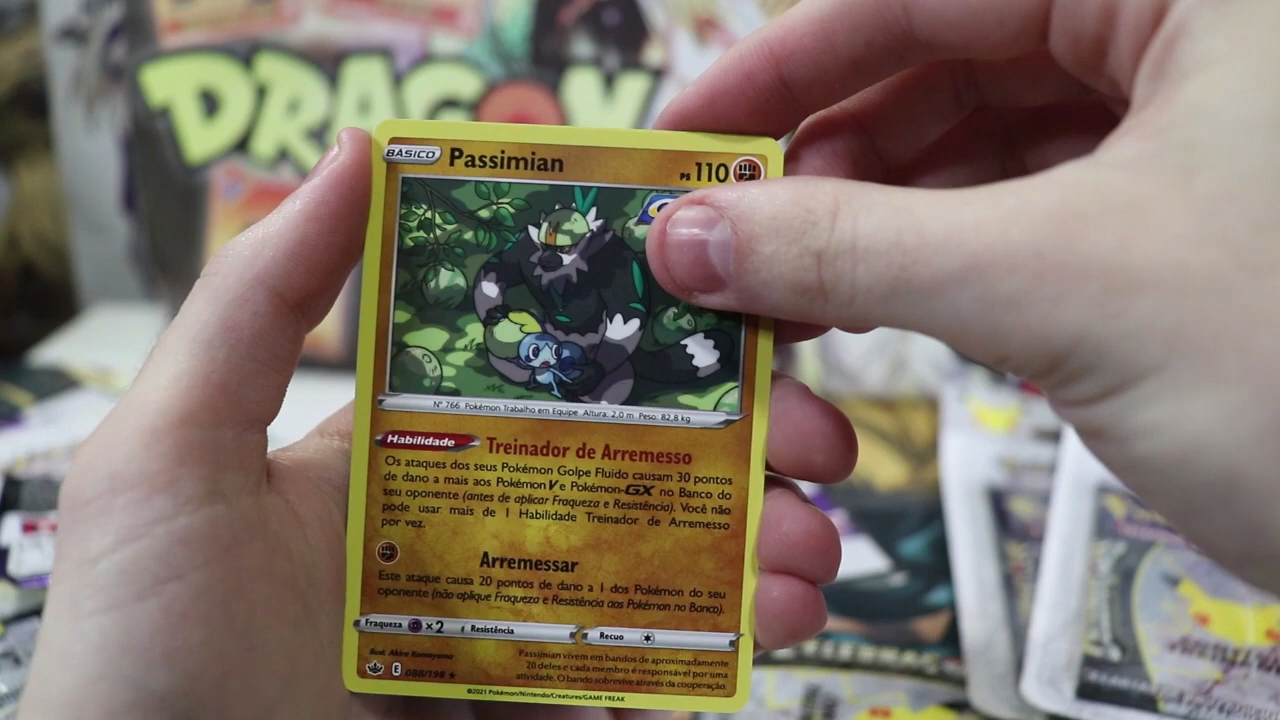 DRAGON
BÁSICO Passimian PS 110
Nº 766 Pokémon Trabalho em Equipe Altura: 2,0 m Peso: 82,8 kg
Habilidade Treinador de Arremesso
Os ataques dos seus Pokémon Golpe Fluido causam 30 pontos
de dano a mais aos Pokémon V e Pokémon-GX no Banco do
seu oponente (antes de aplicar Fraqueza e Resistência). Você não
pode usar mais de 1 Habilidade Treinador de Arremesso
por vez.
Arremessar
Este ataque causa 20 pontos de dano a 1 dos Pokémon do seu
oponente (não aplique Fraqueza e Resistência aos Pokémon no Banco).
Fraqueza ×2 Resistência Recuo
Ilust. Akira Komayama
E 088/198 ★
Passimian vivem em bandos de aproximadamente
20 deles e cada membro é responsável por uma
atividade. O bando sobrevive através da cooperação.
©2021 Pokémon/Nintendo/Creatures/GAME FREAK